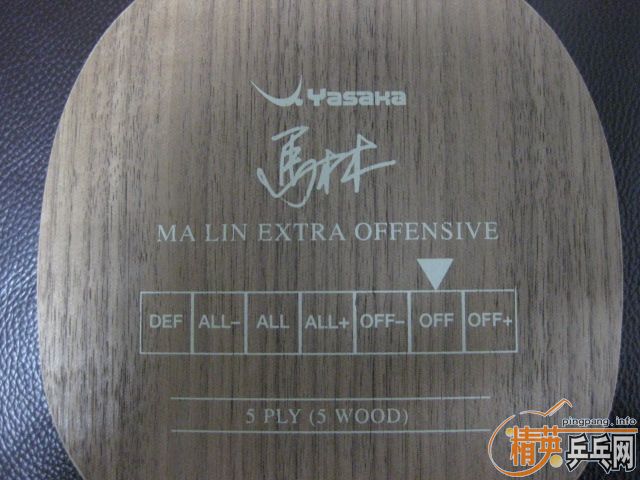 Yasaka
馬林
MA LIN EXTRA OFFENSIVE
DEF ALL- ALL ALL+ OFF- OFF OFF+
5 PLY (5 WOOD)
pingpang.info
精英乒乓网